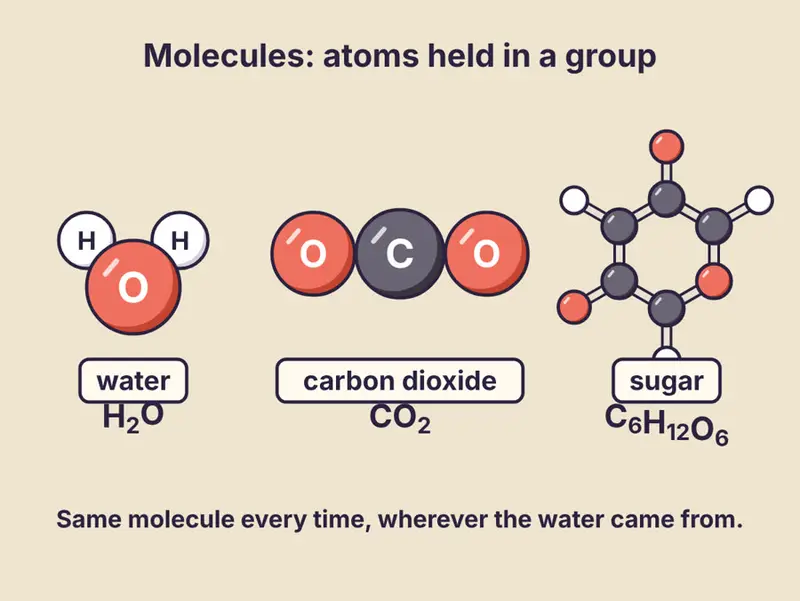 Molecules: atoms held in a group
H H
O
O C O
water
H₂O
carbon dioxide
CO₂
sugar
C₆H₁₂O₆
Same molecule every time, wherever the water came from.